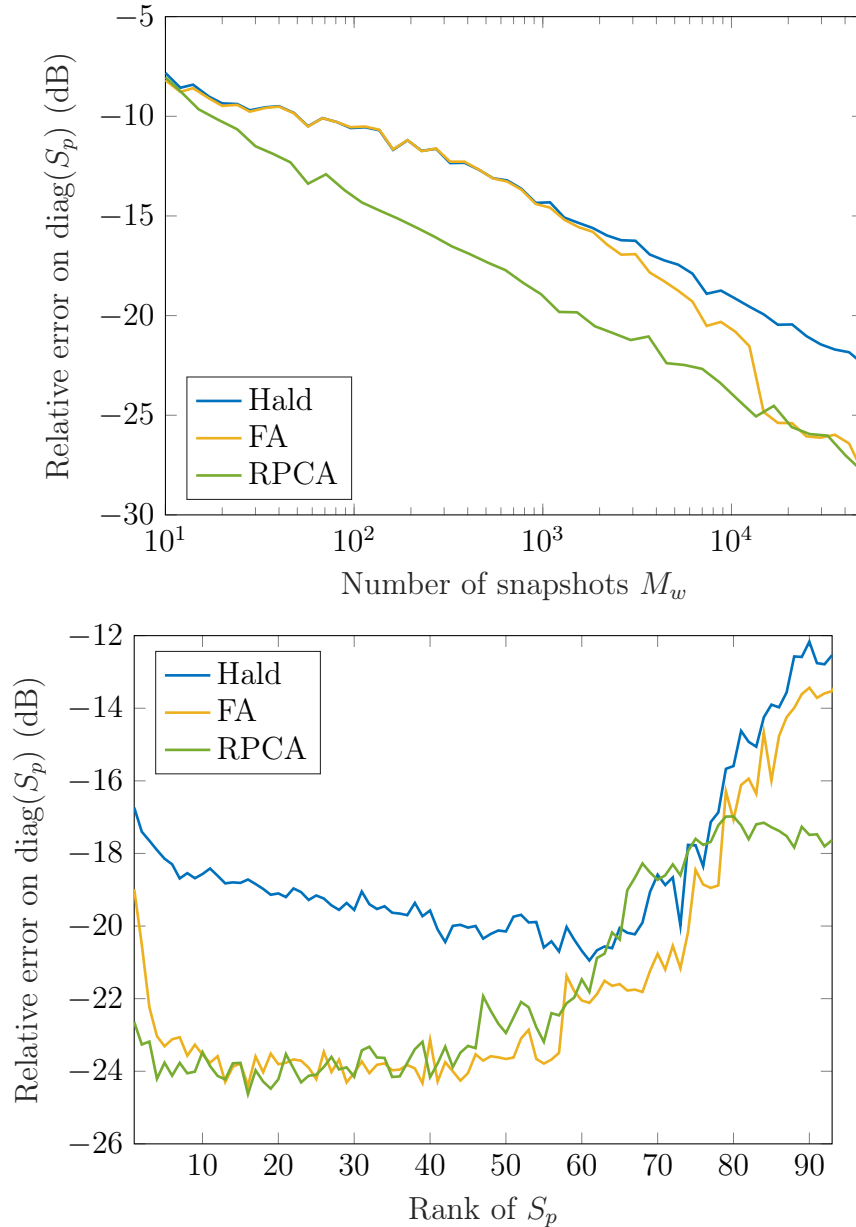 −5
−10
−15
−20
−25
−30
Relative error on diag(S_p) (dB)
Hald
FA
RPCA
10^1
10^2
10^3
10^4
Number of snapshots M_w
−12
−14
−16
−18
−20
−22
−24
−26
Relative error on diag(S_p) (dB)
Hald
FA
RPCA
10 20 30 40 50 60 70 80 90
Rank of S_p